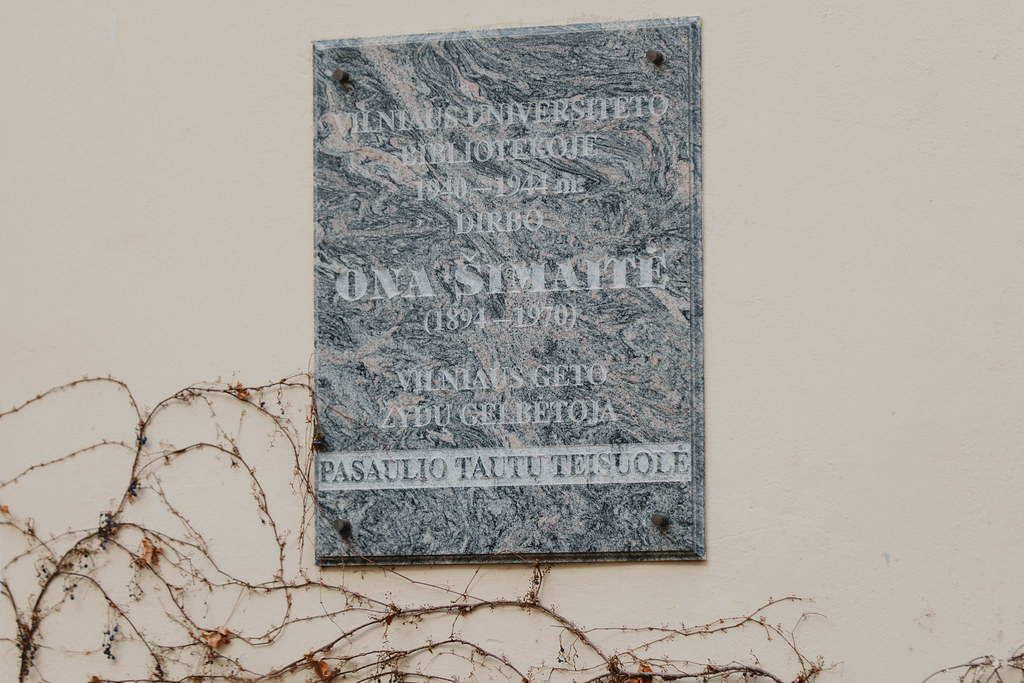 VILNIAUS UNIVERSITETO
BIBLIOTEKOJE
1940 – 1944 m.
DIRBO
ONA ŠIMAITĖ
(1894 – 1970)
VILNIAUS GETO
ŽYDŲ GELBĖTOJA
PASAULIO TAUTŲ TEISUOLĖ